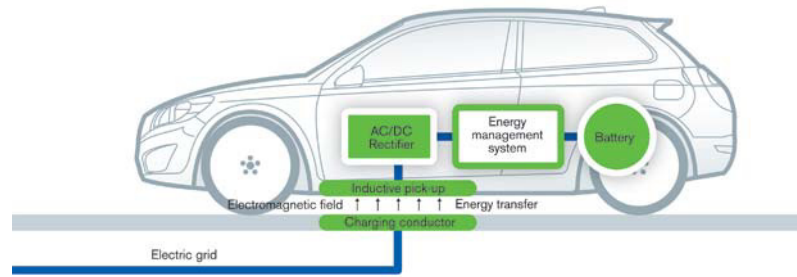 AC/DC
Rectifier
Energy
management
system
Battery
Inductive pick-up
Electromagnetic field
Energy transfer
Charging conductor
Electric grid